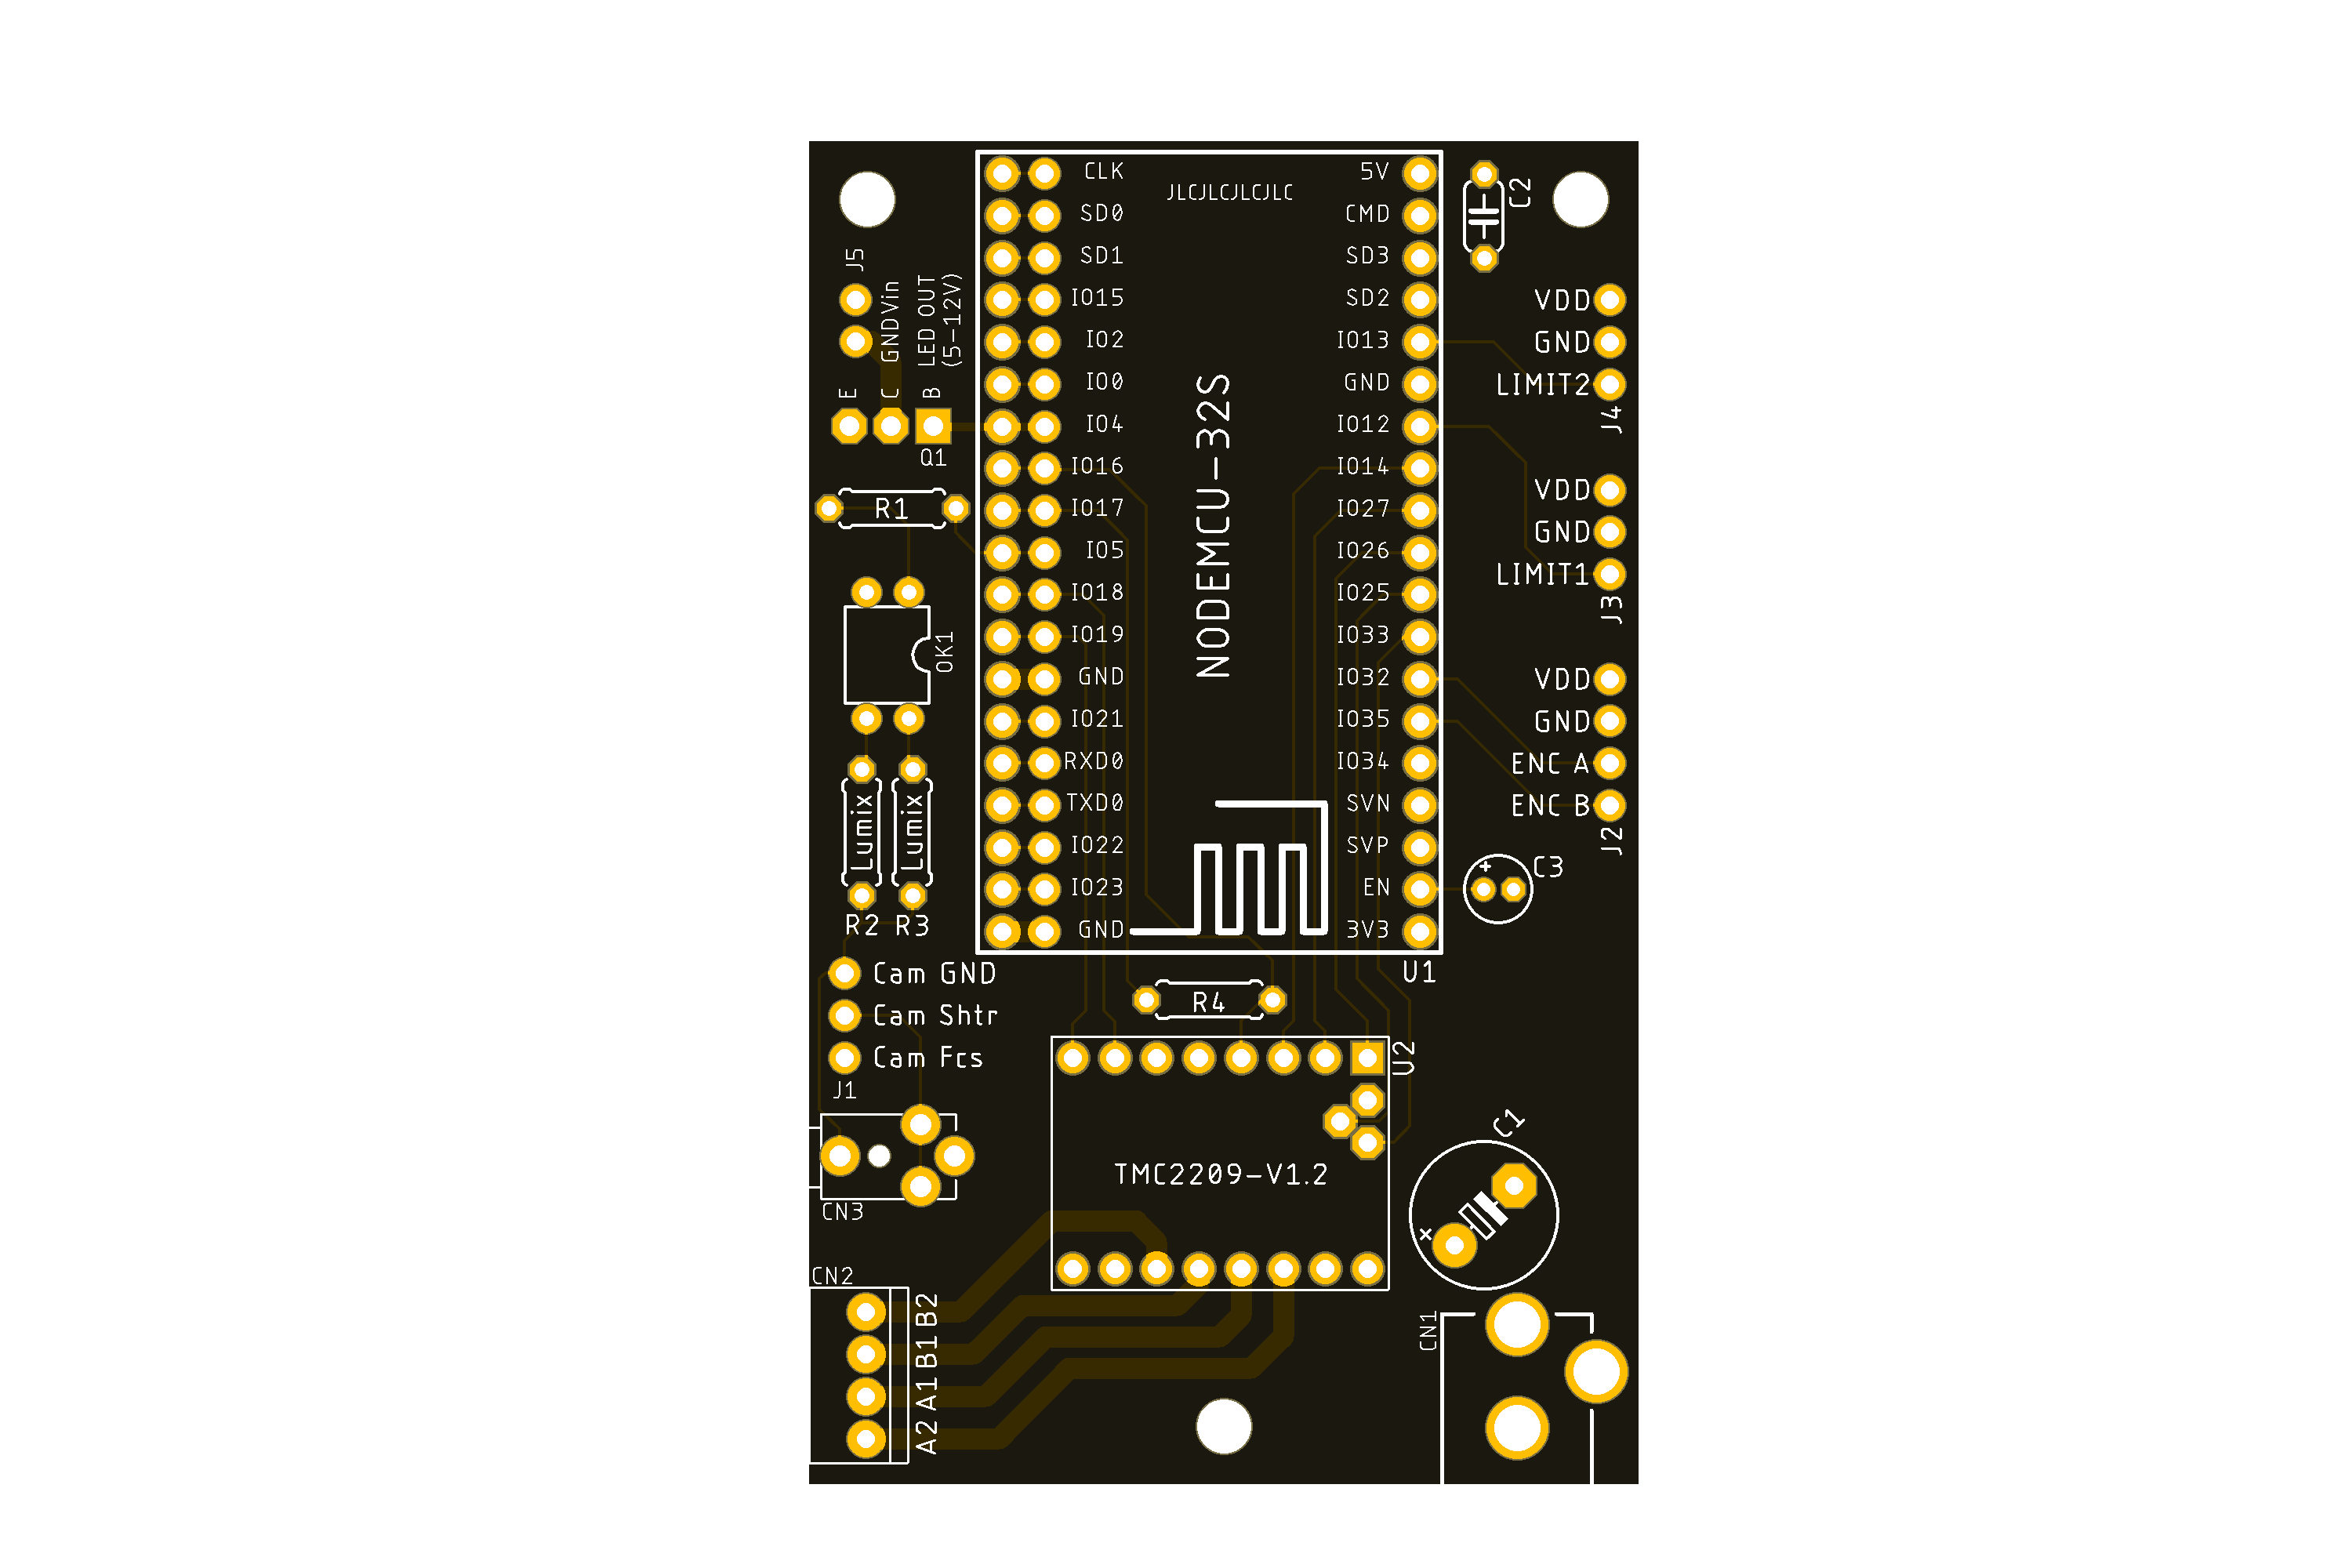 CLK
SD0
SD1
IO15
IO2
IO0
IO4
IO16
IO17
IO5
IO18
IO19
GND
IO21
RXD0
TXD0
IO22
IO23
GND
JLCJLCJLCJLC
NODEMCU-32S
5V
CMD
SD3
SD2
IO13
GND
IO12
IO14
IO27
IO26
IO25
IO33
IO32
IO35
IO34
SVN
SVP
EN
3V3
U1
C2
J5
GND Vin
LED OUT
(5-12V)
E
C
B
Q1
R1
OK1
Lumix
Lumix
R2
R3
Cam GND
Cam Shtr
Cam Fcs
J1
CN3
CN2
B2
B1
A1
A2
VDD
GND
LIMIT2
J4
VDD
GND
LIMIT1
J3
VDD
GND
ENC A
ENC B
J2
+
C3
R4
U2
TMC2209-V1.2
C1
+
CN1